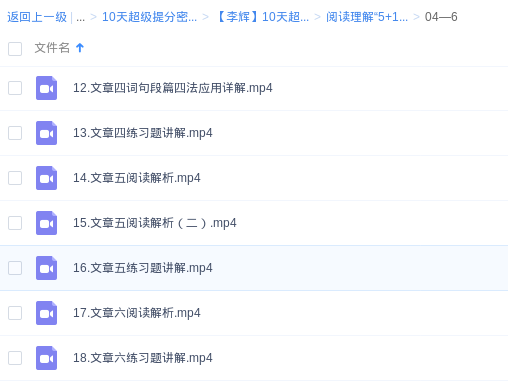 返回上一级 | ... > 10天超级提分密... > 【李辉】10天超... > 阅读理解“5+1... > 04—6
文件名
12.文章四词句段篇四法应用详解.mp4
13.文章四练习题讲解.mp4
14.文章五阅读解析.mp4
15.文章五阅读解析（二）.mp4
16.文章五练习题讲解.mp4
17.文章六阅读解析.mp4
18.文章六练习题讲解.mp4